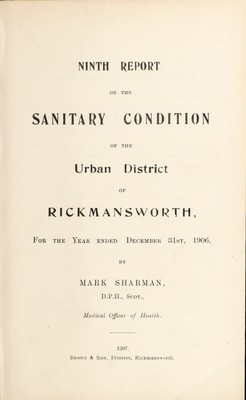 NINTH REPORT
ON THE
SANITARY CONDITION
OF THE
Urban District
OF
RICKMANSWORTH,
FOR THE YEAR ENDED DECEMBER 31ST, 1906,
BY
MARK SHARMAN,
D.P.H., SCOT.,
Medical Officer of Health.
1907.
BROWN & SON, Printers, Rickmansworth.